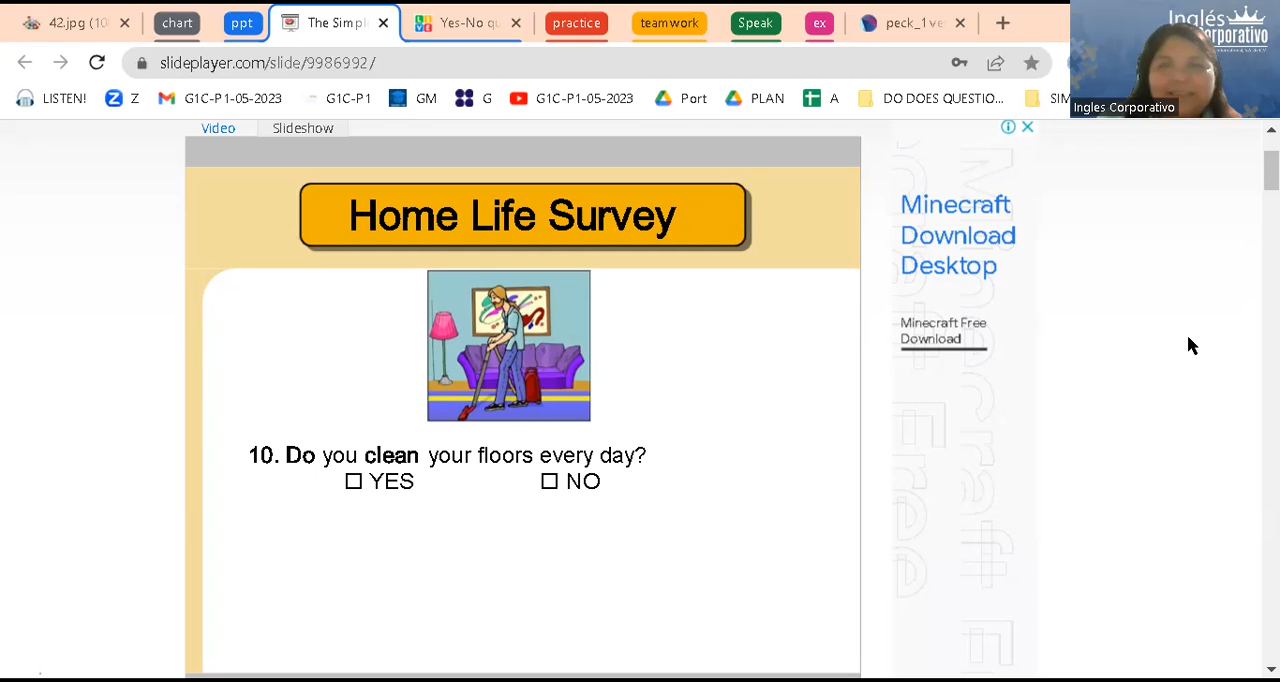 42.jpg (10
chart
ppt
The Simpl
Yes-No qu
practice
teamwork
Speak
ex
peck_1 ve
slideplayer.com/slide/9986992/
LISTEN!
Z
G1C-P1-05-2023
G1C-P1
GM
G
G1C-P1-05-2023
Port
PLAN
A
DO DOES QUESTIO...
SIM
Inglés
Corporativo
Ingles Corporativo
Video
Slideshow
Home Life Survey
10. Do you clean your floors every day?
☐ YES ☐ NO
Minecraft
Download
Desktop
Minecraft Free
Download